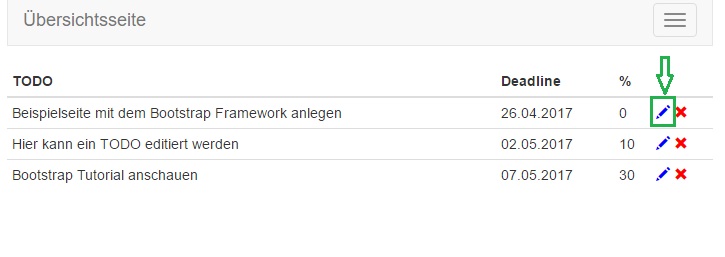 Übersichtsseite
TODO Deadline %
Beispielseite mit dem Bootstrap Framework anlegen 26.04.2017 0
Hier kann ein TODO editiert werden 02.05.2017 10
Bootstrap Tutorial anschauen 07.05.2017 30